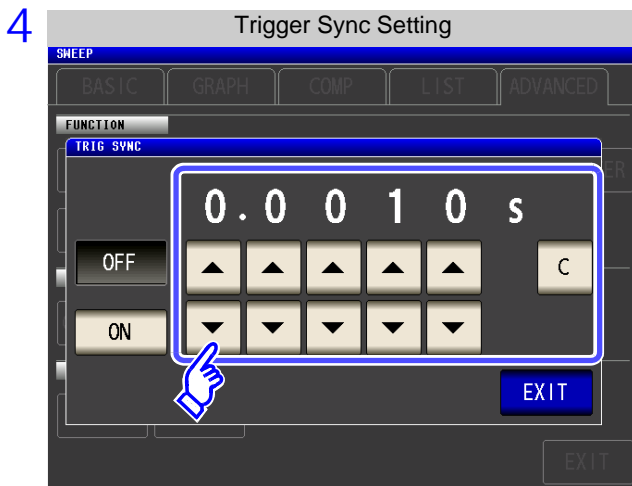 4
Trigger Sync Setting
SWEEP
BASIC GRAPH COMP LIST ADVANCED
FUNCTION
TRIG SYNC
ER
0.0010 s
OFF
C
ON
EXIT
EXIT